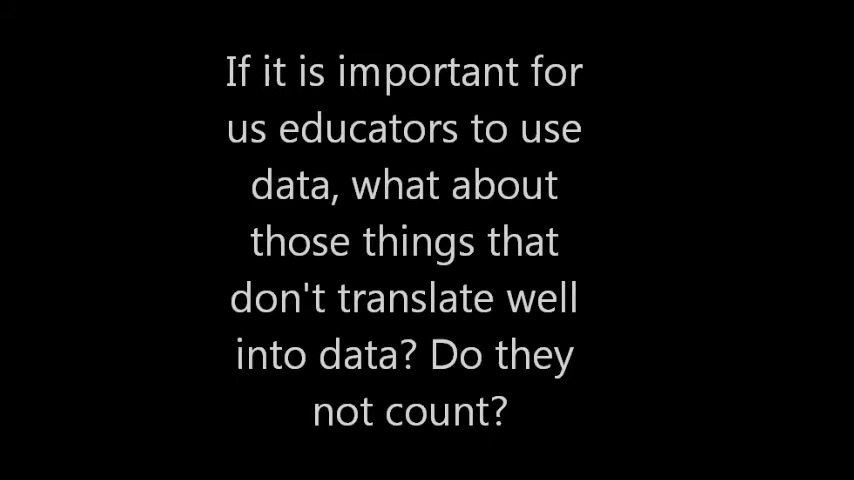 If it is important for
us educators to use
data, what about
those things that
don't translate well
into data? Do they
not count?